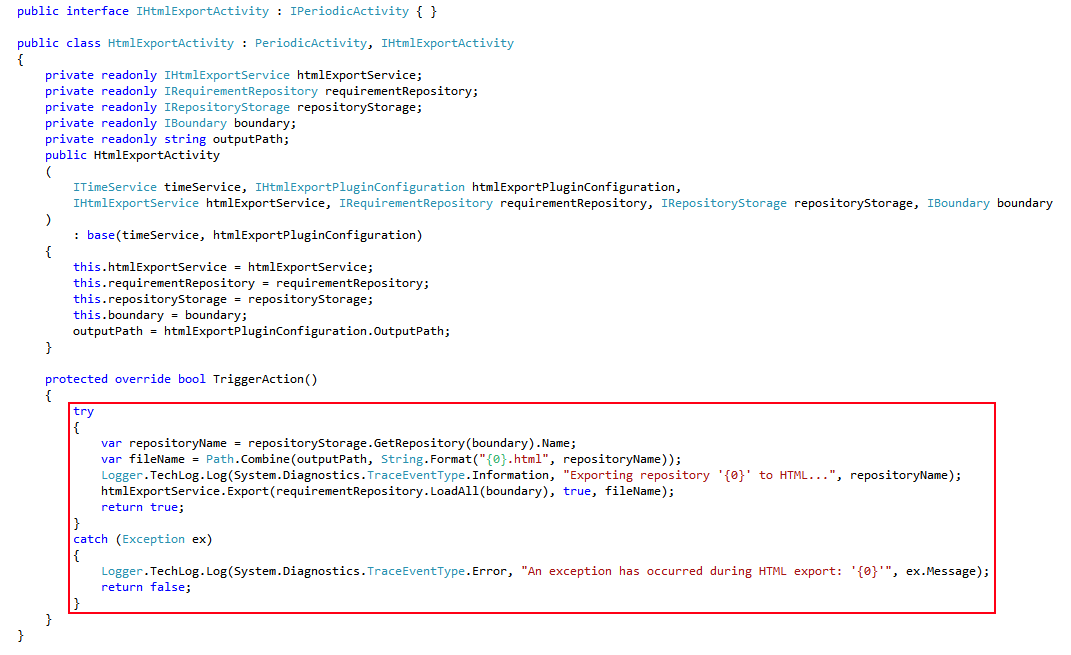 public interface IHtmlExportActivity : IPeriodicActivity { }
public class HtmlExportActivity : PeriodicActivity, IHtmlExportActivity
{
    private readonly IHtmlExportService htmlExportService;
    private readonly IRequirementRepository requirementRepository;
    private readonly IRepositoryStorage repositoryStorage;
    private readonly IBoundary boundary;
    private readonly string outputPath;
    public HtmlExportActivity
    (
        ITimeService timeService, IHtmlExportPluginConfiguration htmlExportPluginConfiguration,
        IHtmlExportService htmlExportService, IRequirementRepository requirementRepository, IRepositoryStorage repositoryStorage, IBoundary boundary
    )
        : base(timeService, htmlExportPluginConfiguration)
    {
        this.htmlExportService = htmlExportService;
        this.requirementRepository = requirementRepository;
        this.repositoryStorage = repositoryStorage;
        this.boundary = boundary;
        outputPath = htmlExportPluginConfiguration.OutputPath;
    }
    protected override bool TriggerAction()
    {
        try
        {
            var repositoryName = repositoryStorage.GetRepository(boundary).Name;
            var fileName = Path.Combine(outputPath, String.Format("{0}.html", repositoryName));
            Logger.TechLog.Log(System.Diagnostics.TraceEventType.Information, "Exporting repository '{0}' to HTML...", repositoryName);
            htmlExportService.Export(requirementRepository.LoadAll(boundary), true, fileName);
            return true;
        }
        catch (Exception ex)
        {
            Logger.TechLog.Log(System.Diagnostics.TraceEventType.Error, "An exception has occurred during HTML export: '{0}'", ex.Message);
            return false;
        }
    }
}